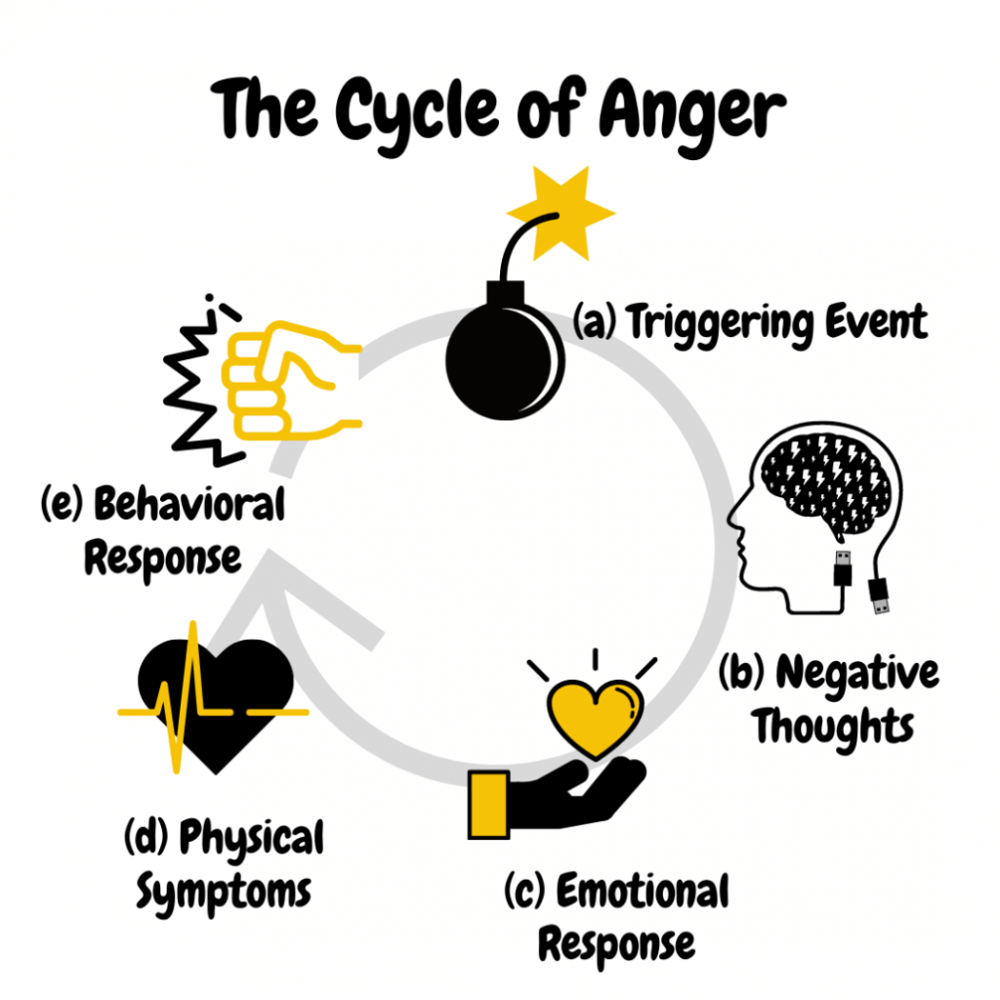 The Cycle of Anger
(a) Triggering Event
(b) Negative
Thoughts
(c) Emotional
Response
(d) Physical
Symptoms
(e) Behavioral
Response